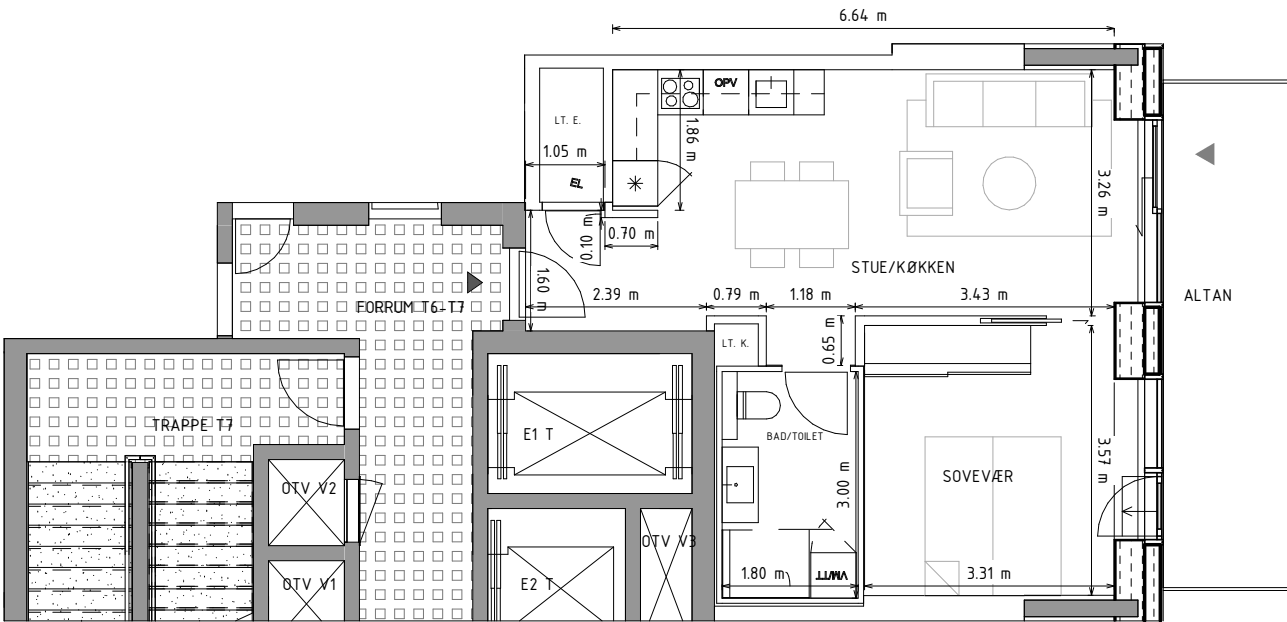 6.64 m
OPV
LT. E.
1.86 m
1.05 m
EL
3.26 m
0.10 m
0.70 m
STUE/KØKKEN
1.60 m
2.39 m
0.79 m
1.18 m
3.43 m
ALTAN
FORRUM T6-T7
LT. K.
0.65 m
TRAPPE T7
E1 T
BAD/TOILET
3.57 m
SOVEVÆR
OTV V2
3.00 m
OTV V3
1.80 m
VM/TT
3.31 m
OTV V1
E2 T